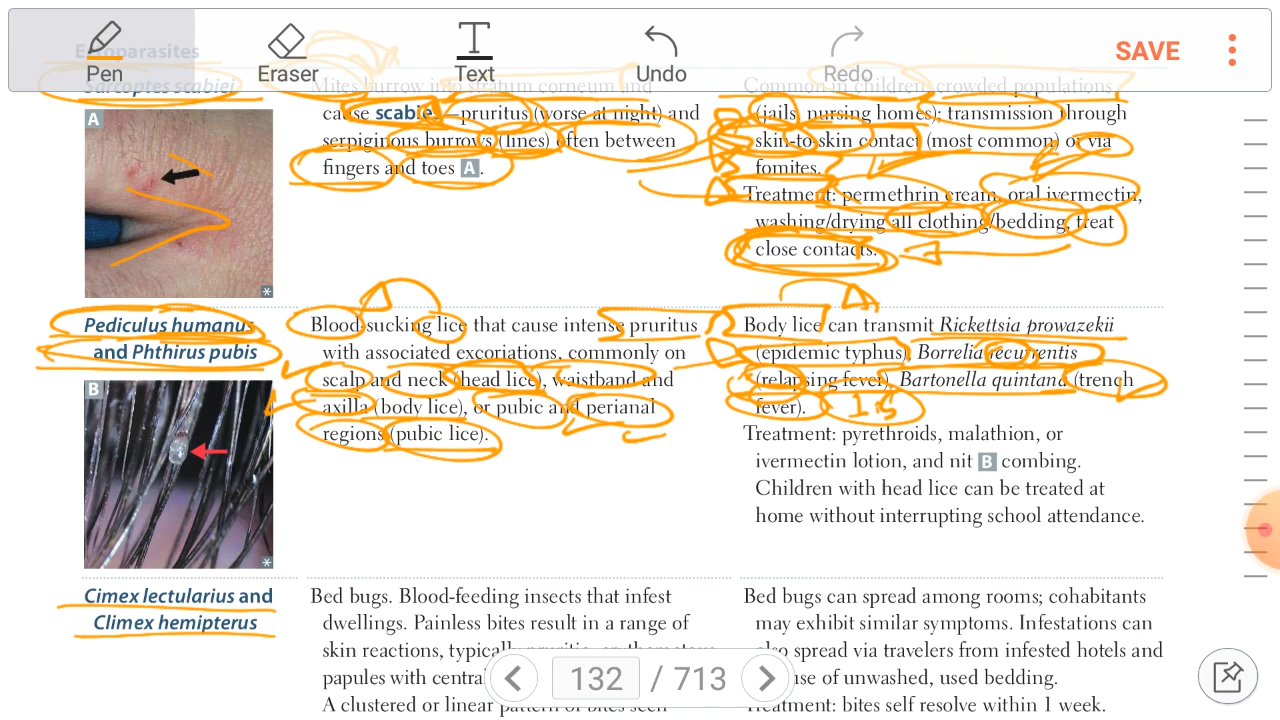 Ectoparasites
Pen
Eraser
Text
Undo
Redo
SAVE
Sarcoptes scabiei
Mites burrow into stratum corneum and
cause scabies—pruritus (worse at night) and
serpiginous burrows (lines) often between
fingers and toes A.
Common in children, crowded populations
(jails, nursing homes); transmission through
skin-to-skin contact (most common) or via
fomites.
Treatment: permethrin cream, oral ivermectin,
washing/drying all clothing/bedding, treat
close contacts.
A
*
Pediculus humanus
and Phthirus pubis
Blood-sucking lice that cause intense pruritus
with associated excoriations, commonly on
scalp and neck (head lice), waistband and
axilla (body lice), or pubic and perianal
regions (pubic lice).
Body lice can transmit Rickettsia prowazekii
(epidemic typhus), Borrelia recurrentis
(relapsing fever), Bartonella quintana (trench
fever).
Treatment: pyrethroids, malathion, or
ivermectin lotion, and nit B combing.
Children with head lice can be treated at
home without interrupting school attendance.
B
*
Cimex lectularius and
Climex hemipterus
Bed bugs. Blood-feeding insects that infest
dwellings. Painless bites result in a range of
skin reactions, typically
papules with central
A clustered or linear pattern of bites seen
Bed bugs can spread among rooms; cohabitants
may exhibit similar symptoms. Infestations can
also spread via travelers from infested hotels and
use of unwashed, used bedding.
Treatment: bites self resolve within 1 week.
132 / 713